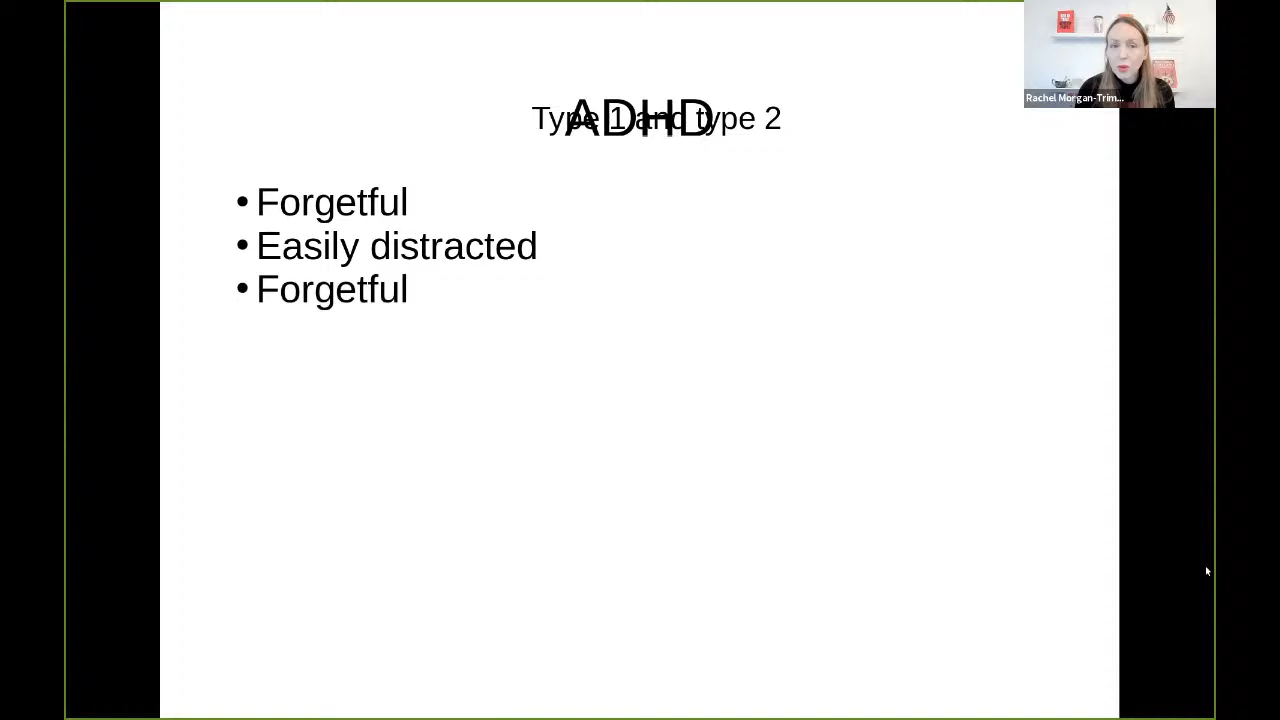 ADHD
Type 1 and type 2
• Forgetful
• Easily distracted
• Forgetful
Rachel Morgan-Trim...